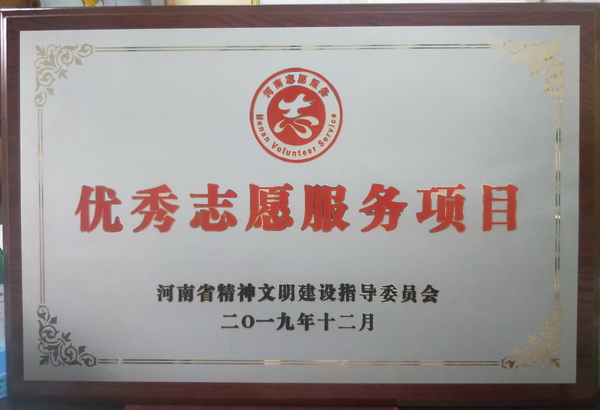 河南志愿服务
志
Henan Volunteer Service
优秀志愿服务项目
河南省精神文明建设指导委员会
二〇一九年十二月